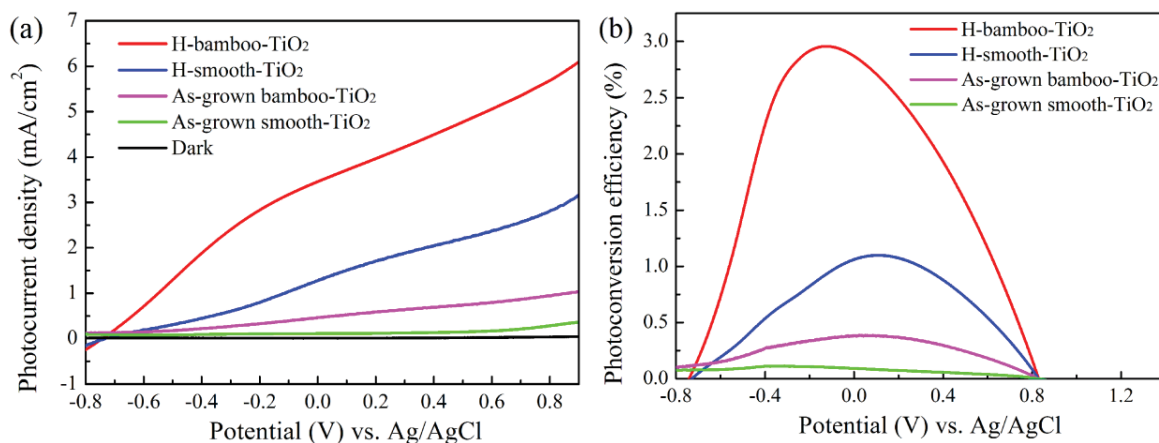 (a)
H-bamboo-TiO₂
H-smooth-TiO₂
As-grown bamboo-TiO₂
As-grown smooth-TiO₂
Dark
Photocurrent density (mA/cm²)
7
6
5
4
3
2
1
0
-1
-0.8 -0.6 -0.4 -0.2 0.0 0.2 0.4 0.6 0.8
Potential (V) vs. Ag/AgCl
(b)
H-bamboo-TiO₂
H-smooth-TiO₂
As-grown bamboo-TiO₂
As-grown smooth-TiO₂
Photoconversion efficiency (%)
3.0
2.5
2.0
1.5
1.0
0.5
0.0
-0.8 -0.4 0.0 0.4 0.8 1.2
Potential (V) vs. Ag/AgCl